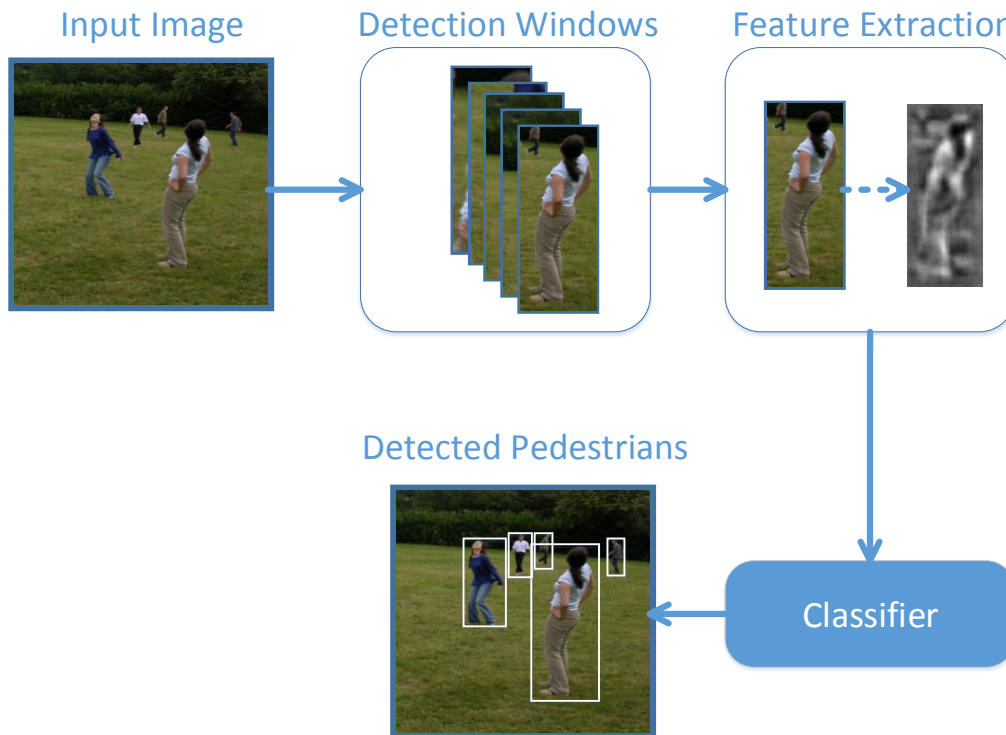 Input Image
Detection Windows
Feature Extraction
Detected Pedestrians
Classifier